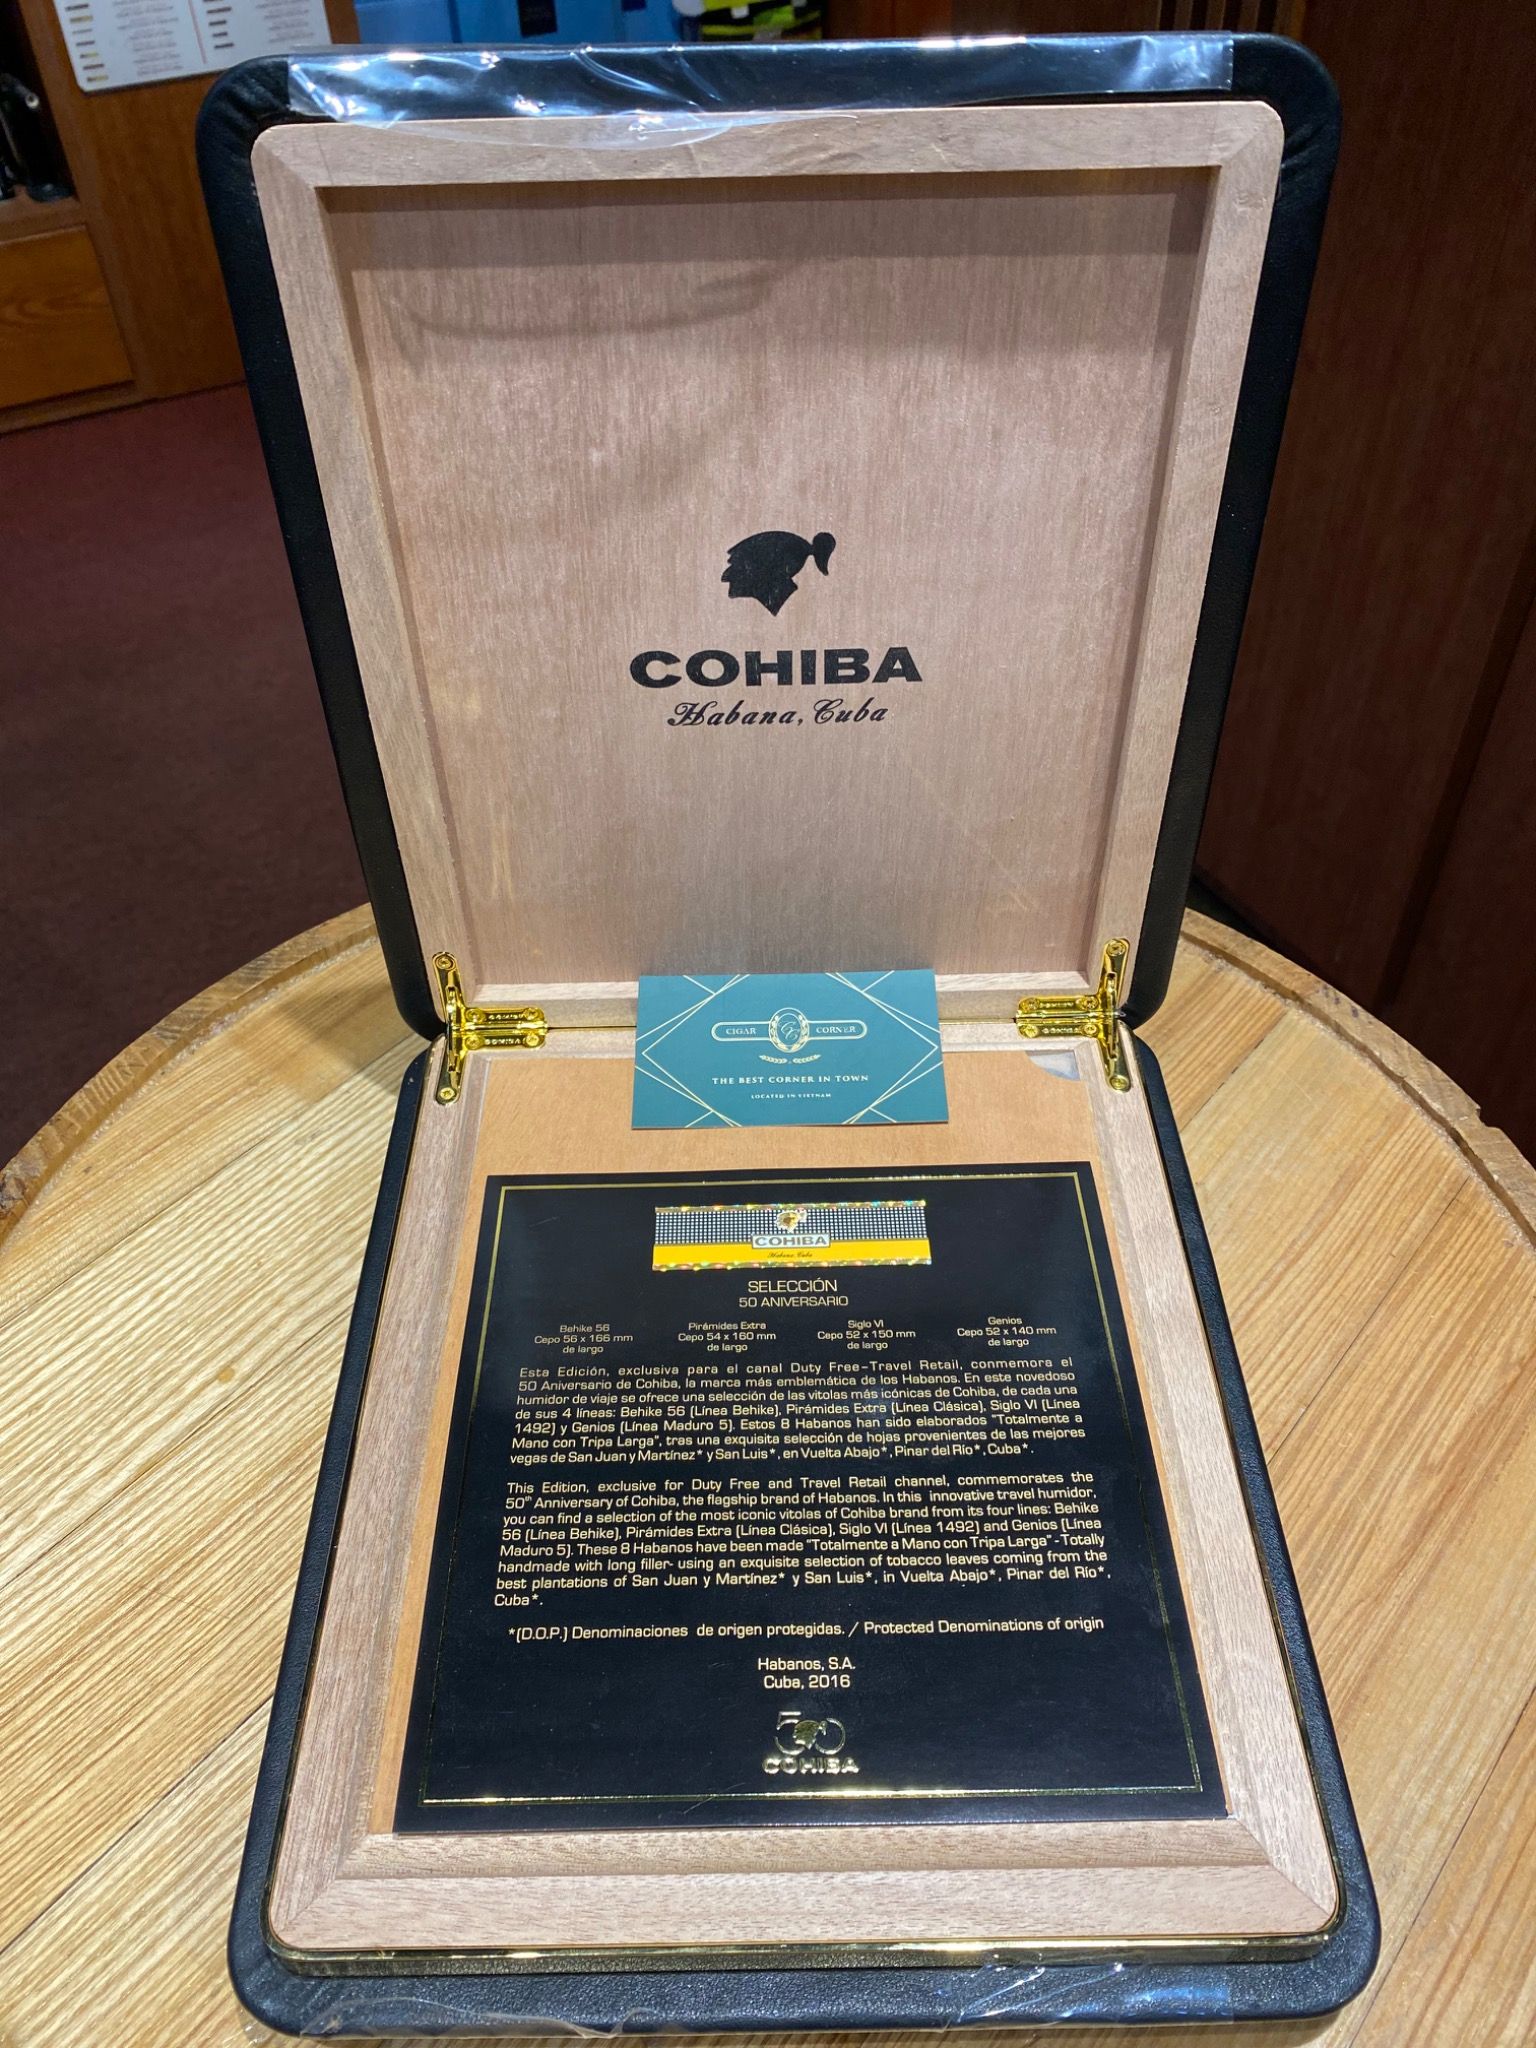 COHIBA
Habana, Cuba
COHIBA
COHIBA
CIGAR CORNER
THE BEST CORNER IN TOWN
LOCATED IN VIETNAM
COHIBA
Habana, Cuba
SELECCIÓN
50 ANIVERSARIO
Behike 56 Pirámides Extra Siglo VI Genios
Cepo 56 x 166 mm Cepo 54 x 160 mm Cepo 52 x 150 mm Cepo 52 x 140 mm
de largo de largo de largo de largo
Esta Edición, exclusiva para el canal Duty Free-Travel Retail, conmemora el
50 Aniversario de Cohiba, la marca más emblemática de los Habanos. En este novedoso
humidor de viaje se ofrece una selección de las vitolas más icónicas de Cohiba, de cada una
de sus 4 líneas: Behike 56 (Línea Behike), Pirámides Extra (Línea Clásica), Siglo VI (Línea
1492) y Genios (Línea Maduro 5). Estos 8 Habanos han sido elaborados "Totalmente a
Mano con Tripa Larga", tras una exquisita selección de hojas provenientes de las mejores
vegas de San Juan y Martínez* y San Luis*, en Vuelta Abajo*, Pinar del Río*, Cuba*.
This Edition, exclusive for Duty Free and Travel Retail channel, commemorates the
50th Anniversary of Cohiba, the flagship brand of Habanos. In this innovative travel humidor,
you can find a selection of the most iconic vitolas of Cohiba brand from its four lines: Behike
56 (Línea Behike), Pirámides Extra (Línea Clásica), Siglo VI (Línea 1492) and Genios (Línea
Maduro 5). These 8 Habanos have been made "Totalmente a Mano con Tripa Larga" -Totally
handmade with long filler- using an exquisite selection of tobacco leaves coming from the
best plantations of San Juan y Martínez* y San Luis*, in Vuelta Abajo*, Pinar del Río*,
Cuba*.
*(D.O.P.) Denominaciones de origen protegidas. / Protected Denominations of origin
Habanos, S.A.
Cuba, 2016
50
COHIBA